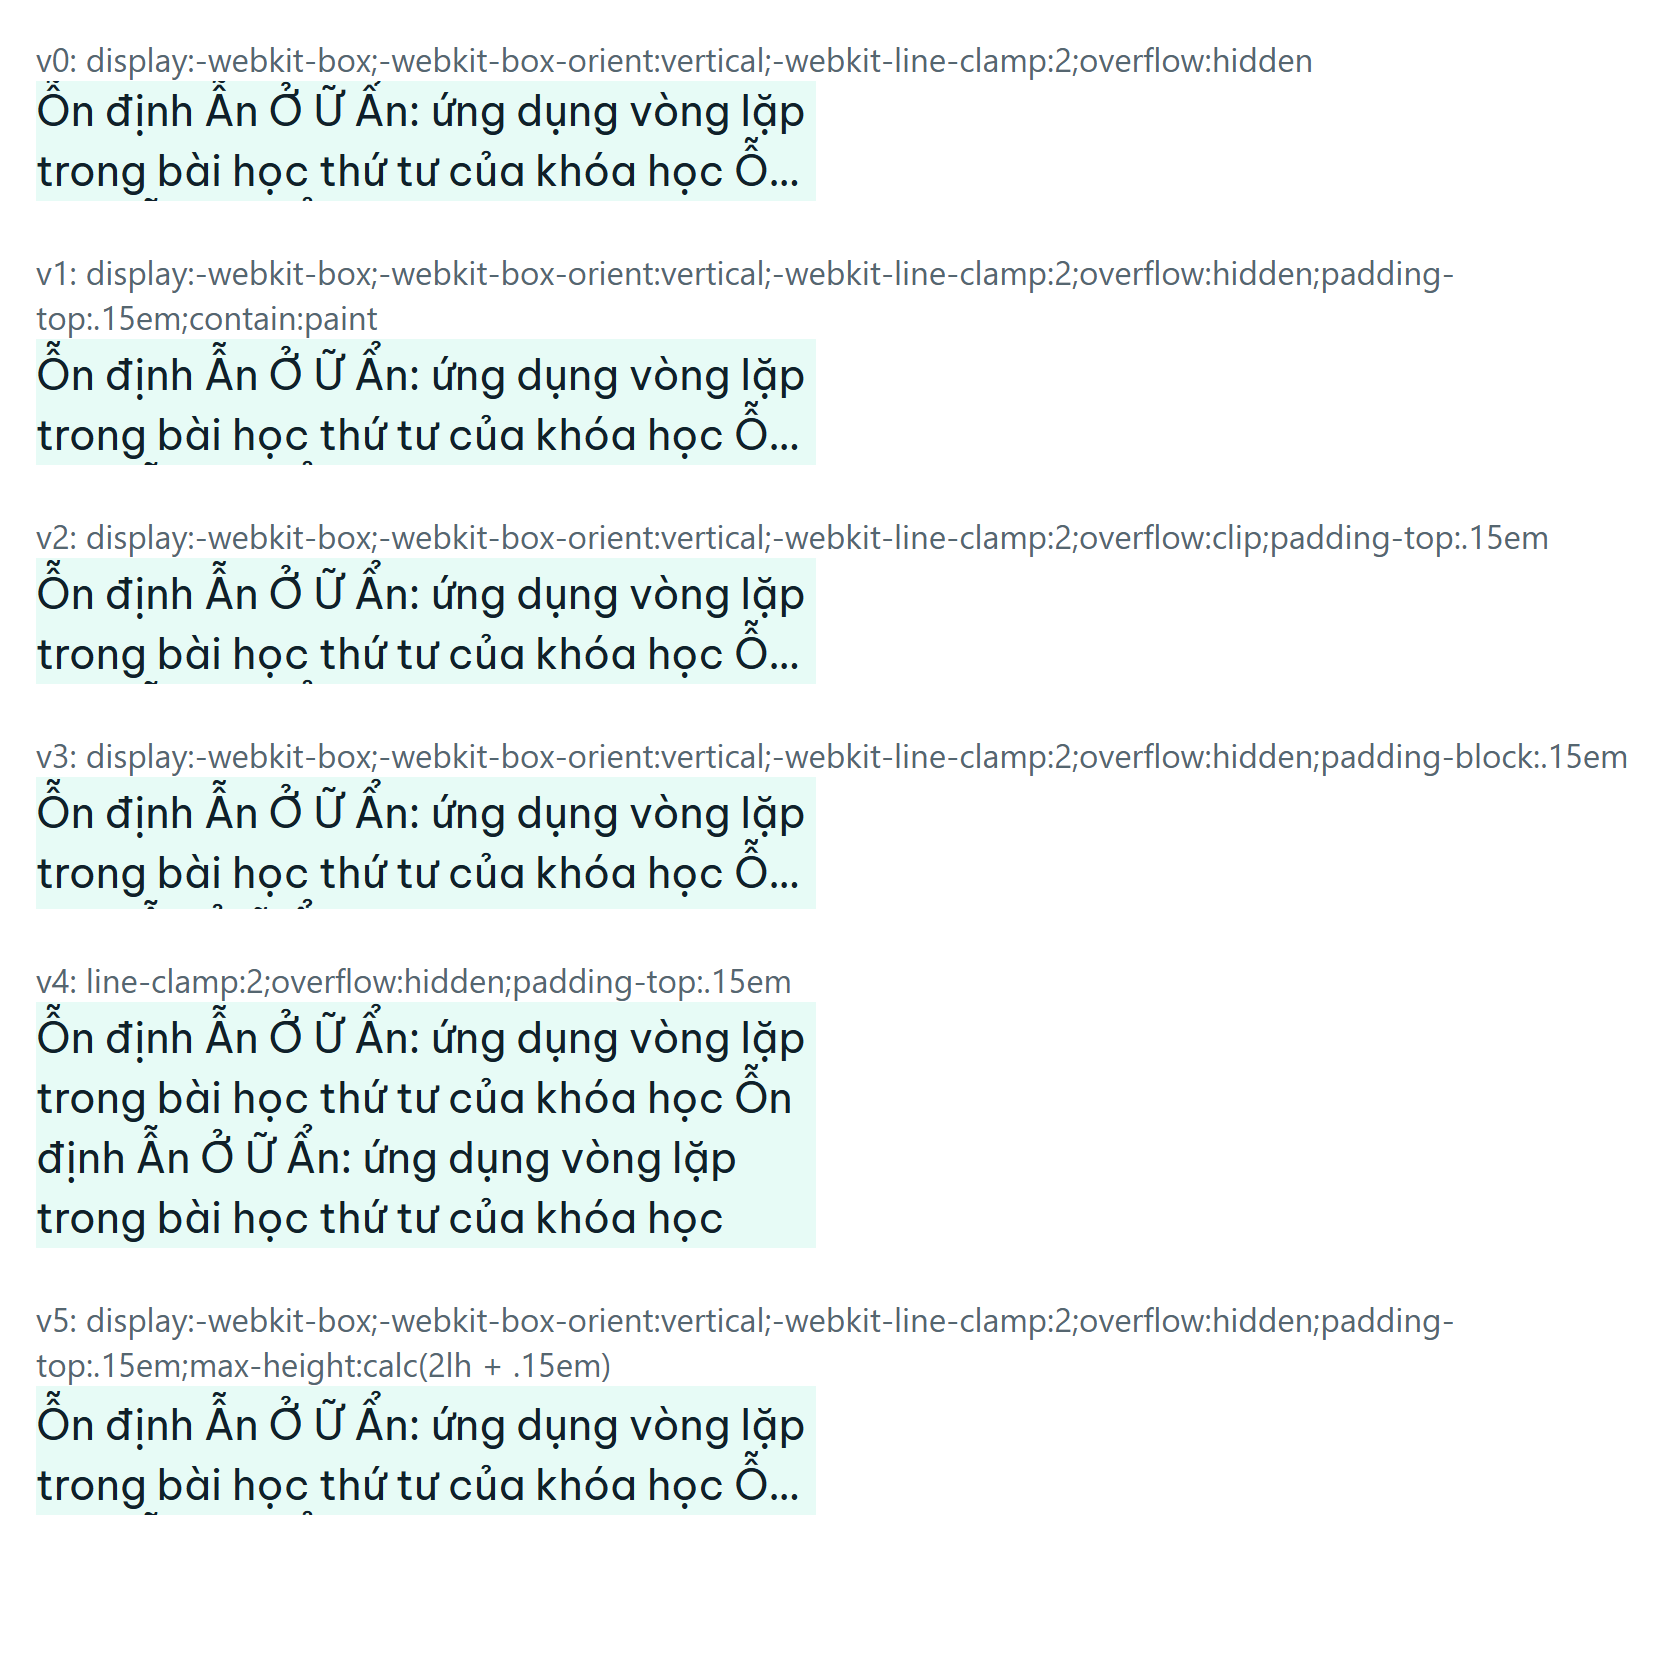 v0: display:-webkit-box;-webkit-box-orient:vertical;-webkit-line-clamp:2;overflow:hidden
Ỗn định Ẫn Ở Ữ Ẩn: ứng dụng vòng lặp
trong bài học thứ tư của khóa học Ỗ...
v1: display:-webkit-box;-webkit-box-orient:vertical;-webkit-line-clamp:2;overflow:hidden;padding-
top:.15em;contain:paint
Ỗn định Ẫn Ở Ữ Ẩn: ứng dụng vòng lặp
trong bài học thứ tư của khóa học Ỗ...
v2: display:-webkit-box;-webkit-box-orient:vertical;-webkit-line-clamp:2;overflow:clip;padding-top:.15em
Ỗn định Ẫn Ở Ữ Ẩn: ứng dụng vòng lặp
trong bài học thứ tư của khóa học Ỗ...
v3: display:-webkit-box;-webkit-box-orient:vertical;-webkit-line-clamp:2;overflow:hidden;padding-block:.15em
Ỗn định Ẫn Ở Ữ Ẩn: ứng dụng vòng lặp
trong bài học thứ tư của khóa học Ỗ...
v4: line-clamp:2;overflow:hidden;padding-top:.15em
Ỗn định Ẫn Ở Ữ Ẩn: ứng dụng vòng lặp
trong bài học thứ tư của khóa học Ỗn
định Ẫn Ở Ữ Ẩn: ứng dụng vòng lặp
trong bài học thứ tư của khóa học
v5: display:-webkit-box;-webkit-box-orient:vertical;-webkit-line-clamp:2;overflow:hidden;padding-
top:.15em;max-height:calc(2lh + .15em)
Ỗn định Ẫn Ở Ữ Ẩn: ứng dụng vòng lặp
trong bài học thứ tư của khóa học Ỗ...